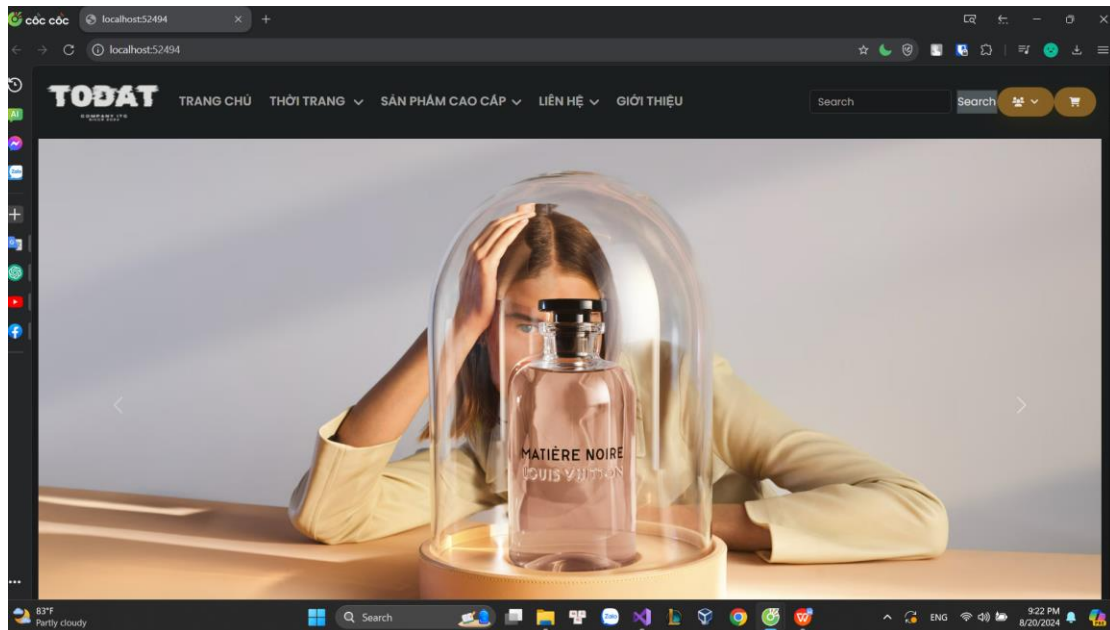 cốc cốc
localhost:52494
localhost:52494
TODAT
TRANG CHỦ THỜI TRANG SẢN PHẨM CAO CẤP LIÊN HỆ GIỚI THIỆU
Search Search
MATIÈRE NOIRE
LOUIS VUITTON
83°F
Partly cloudy
Search
ENG
9:22 PM
8/20/2024